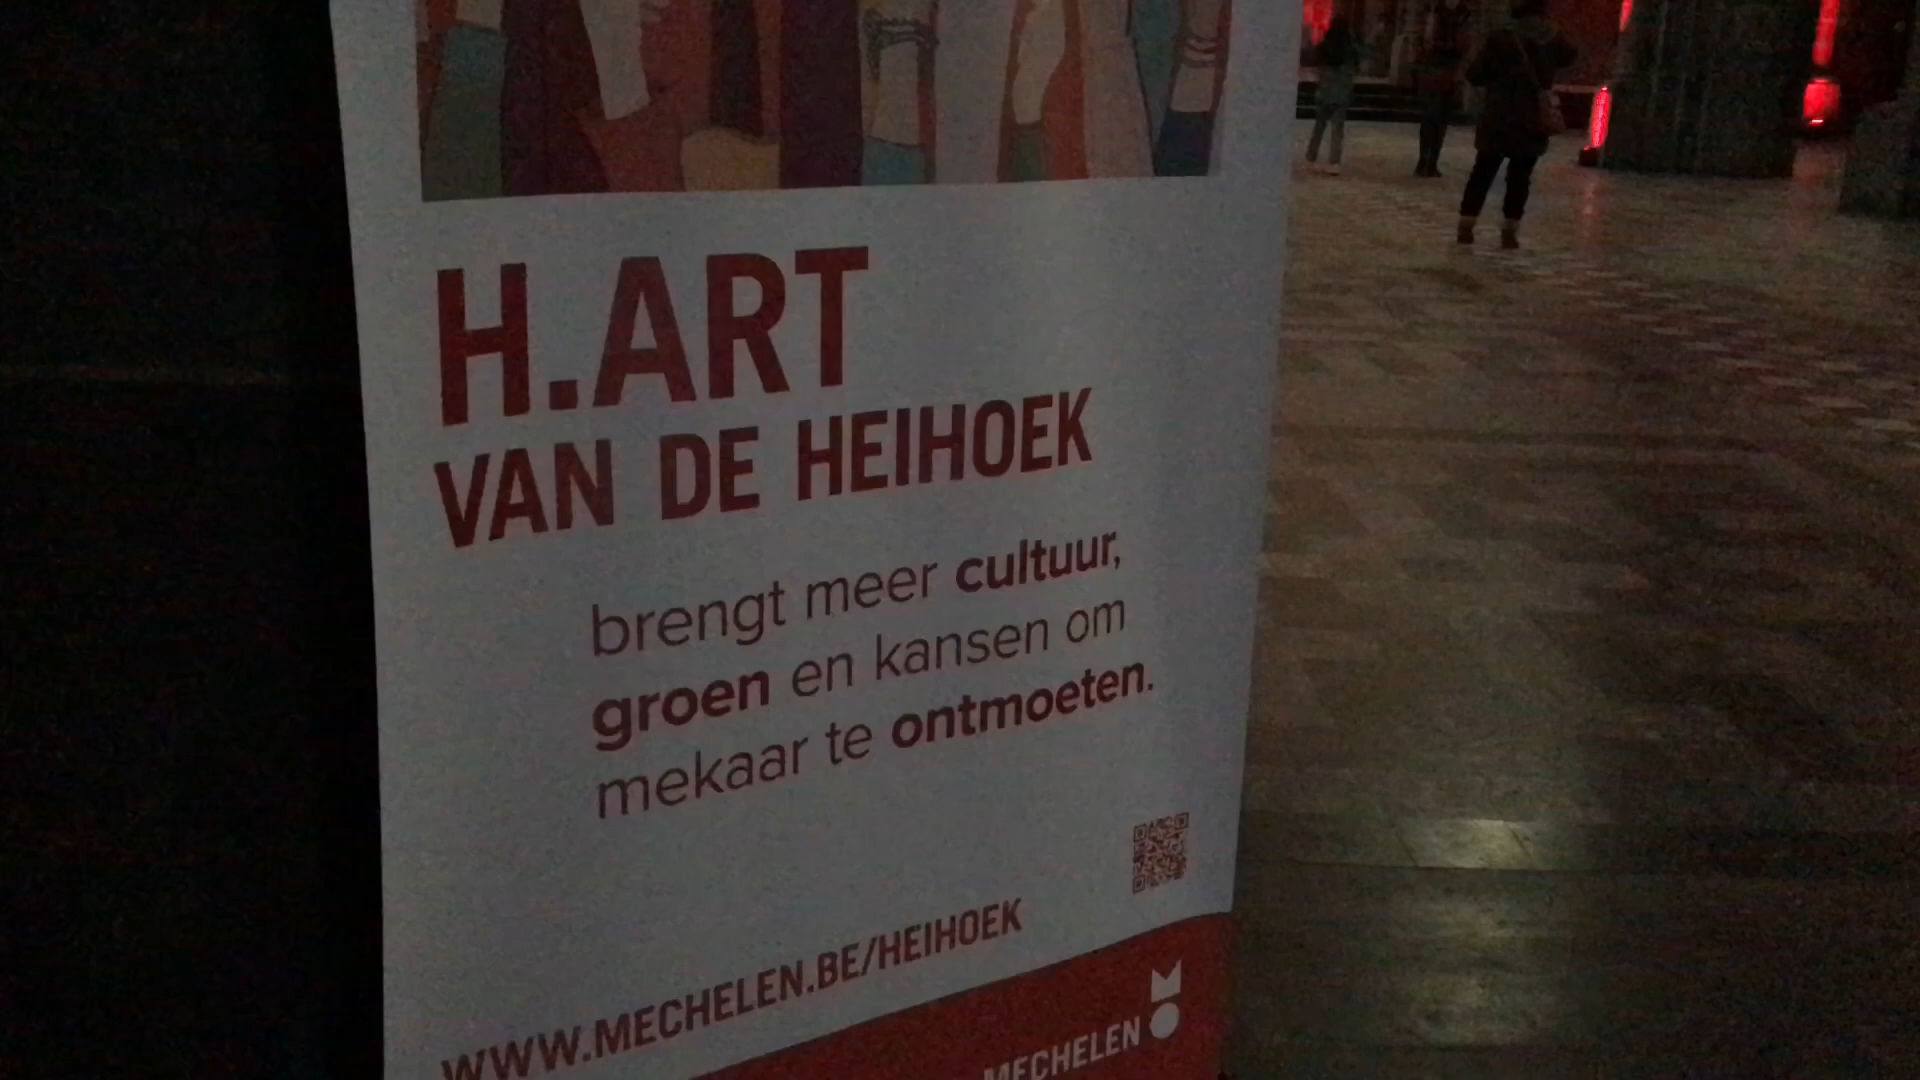 H.ART
VAN DE HEIHOEK
brengt meer cultuur,
groen en kansen om
mekaar te ontmoeten.
WWW.MECHELEN.BE/HEIHOEK
MECHELEN